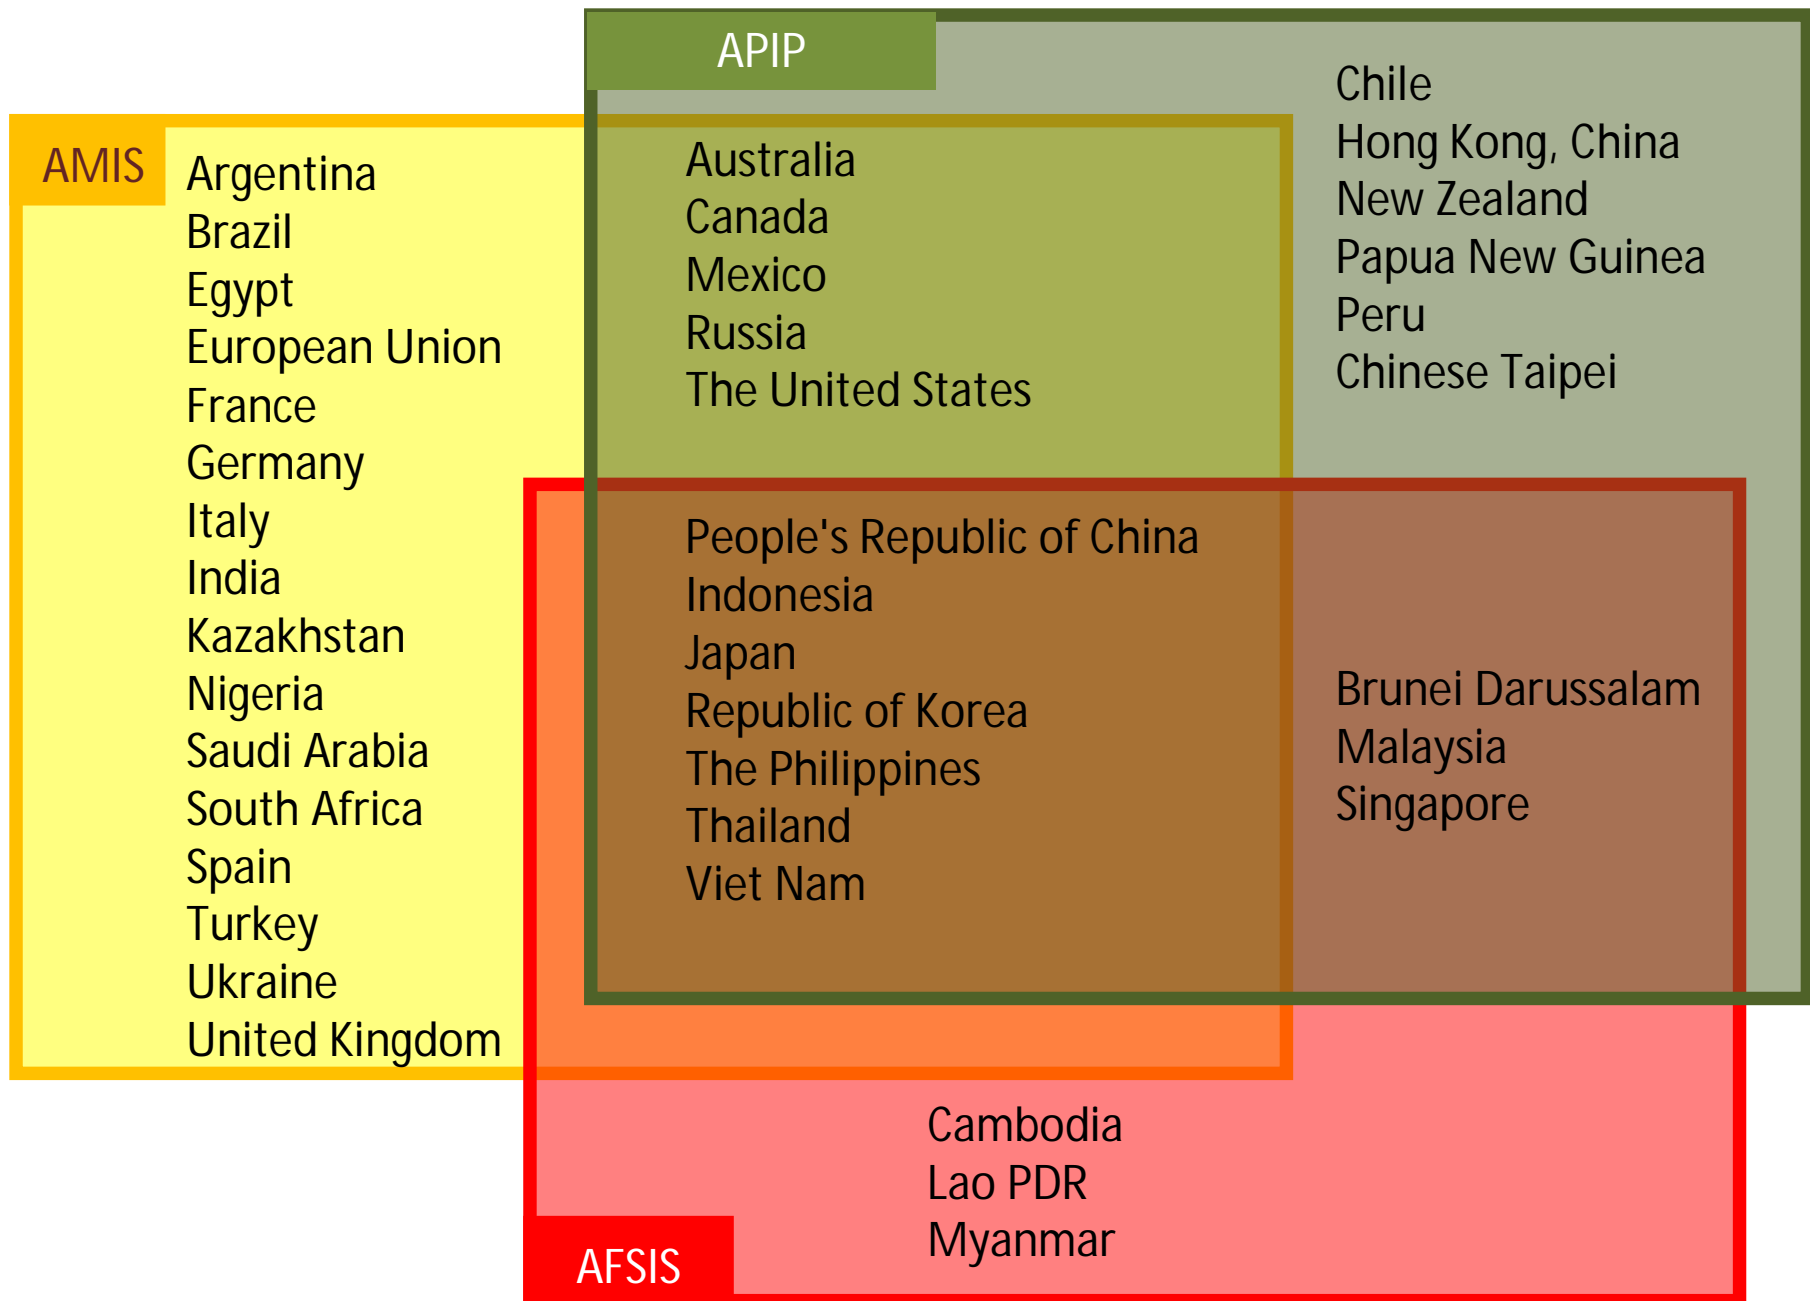 APIP
Chile
Hong Kong, China
New Zealand
Papua New Guinea
Peru
Chinese Taipei
AMIS
Argentina
Brazil
Egypt
European Union
France
Germany
Italy
India
Kazakhstan
Nigeria
Saudi Arabia
South Africa
Spain
Turkey
Ukraine
United Kingdom
Australia
Canada
Mexico
Russia
The United States
People's Republic of China
Indonesia
Japan
Republic of Korea
The Philippines
Thailand
Viet Nam
Brunei Darussalam
Malaysia
Singapore
Cambodia
Lao PDR
Myanmar
AFSIS